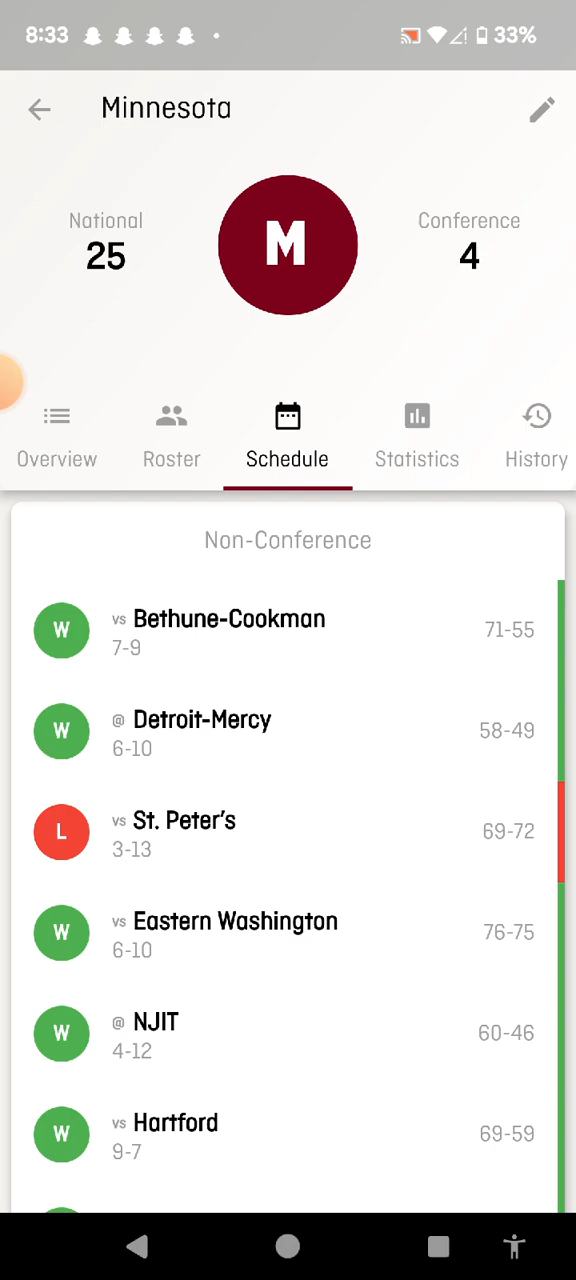 8:33 33%
Minnesota
National
25
M
Conference
4
Overview Roster Schedule Statistics History
Non-Conference
W vs Bethune-Cookman 71-55
7-9
W @ Detroit-Mercy 58-49
6-10
L vs St. Peter's 69-72
3-13
W vs Eastern Washington 76-75
6-10
W @ NJIT 60-46
4-12
W vs Hartford 69-59
9-7